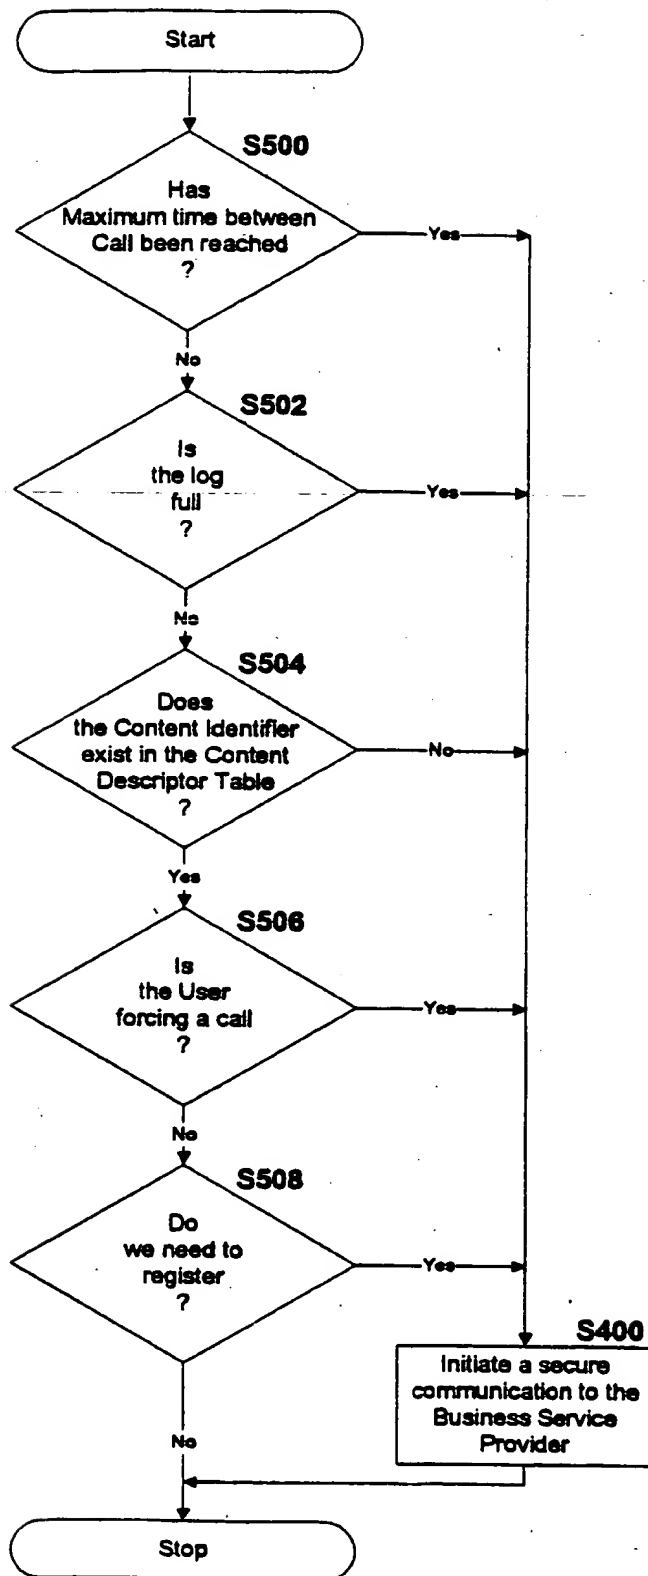 Start
S500
Has
Maximum time between
Call been reached
?
Yes
No
S502
Is
the log
full
?
Yes
No
S504
Does
the Content Identifier
exist in the Content
Descriptor Table
?
No
Yes
S506
Is
the User
forcing a call
?
Yes
No
S508
Do
we need to
register
?
Yes
S400
Initiate a secure
communication to the
Business Service
Provider
No
Stop